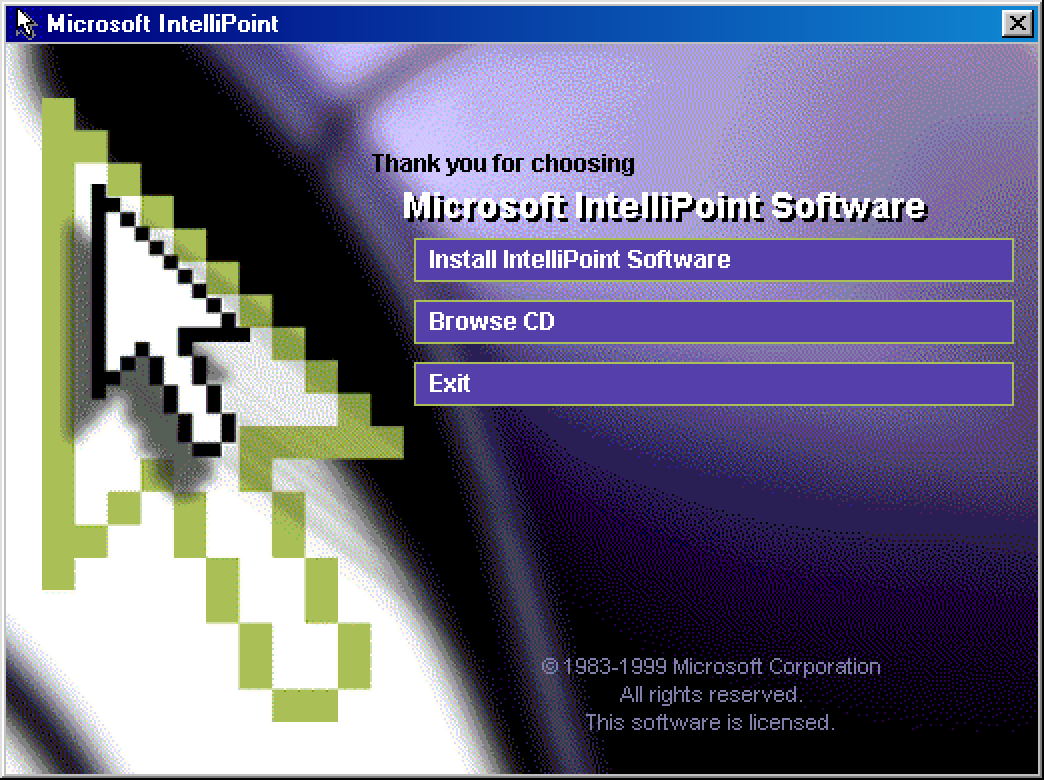 Microsoft IntelliPoint
Thank you for choosing
Microsoft IntelliPoint Software
Install IntelliPoint Software
Browse CD
Exit
© 1983-1999 Microsoft Corporation
All rights reserved.
This software is licensed.